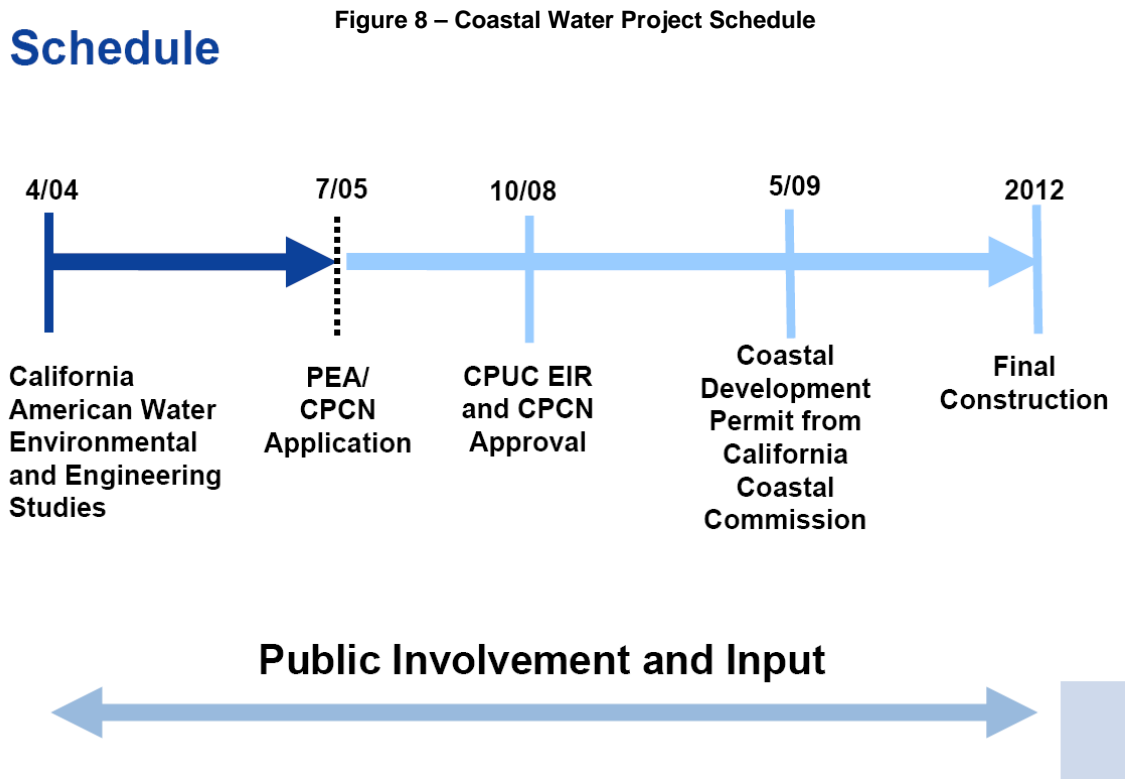 Figure 8 – Coastal Water Project Schedule
Schedule
4/04
7/05
10/08
5/09
2012
California
American Water
Environmental
and Engineering
Studies
PEA/
CPCN
Application
CPUC EIR
and CPCN
Approval
Coastal
Development
Permit from
California
Coastal
Commission
Final
Construction
Public Involvement and Input